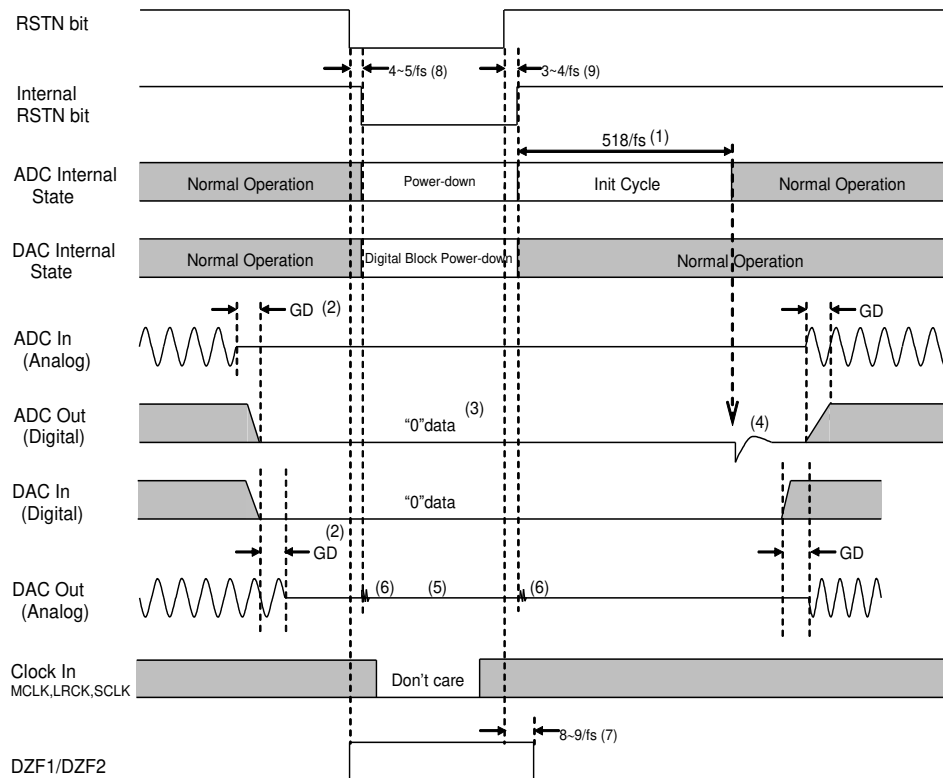 RSTN bit
4~5/fs (8)
3~4/fs (9)
Internal
RSTN bit
518/fs (1)
ADC Internal
State
Normal Operation
Power-down
Init Cycle
Normal Operation
DAC Internal
State
Normal Operation
Digital Block Power-down
Normal Operation
GD (2)
GD
ADC In
(Analog)
ADC Out
(Digital)
"0"data (3)
(4)
DAC In
(Digital)
"0"data
(2)
GD
GD
DAC Out
(Analog)
(6)
(5)
(6)
Clock In
MCLK,LRCK,SCLK
Don't care
8~9/fs (7)
DZF1/DZF2